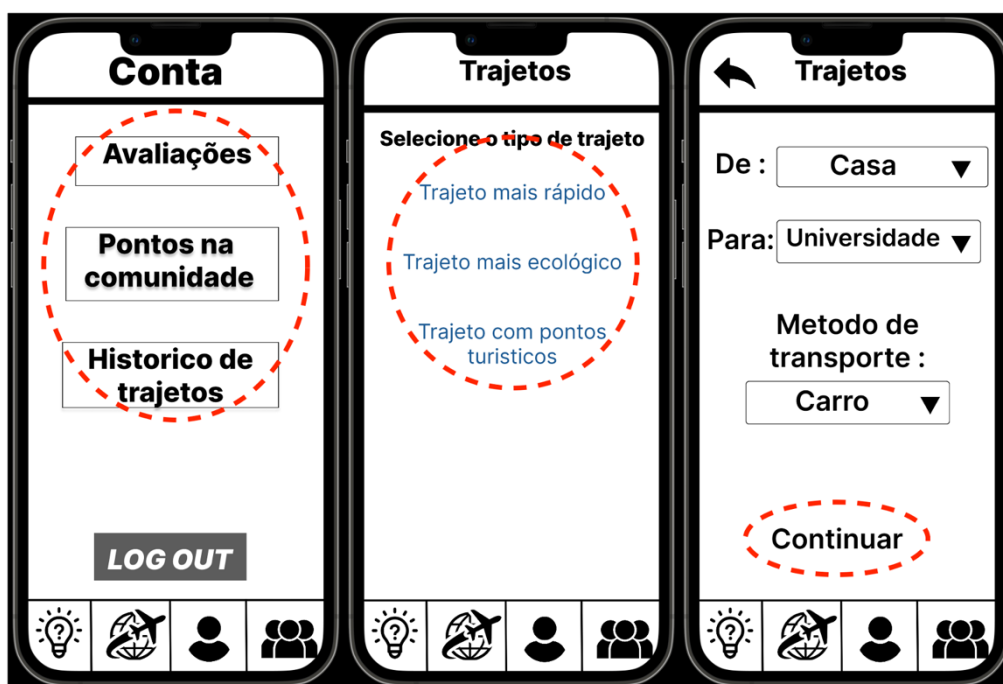 Conta
Avaliações
Pontos na
comunidade
Historico de
trajetos
LOG OUT
?
Trajetos
Selecione o tipo de trajeto
Trajeto mais rápido
Trajeto mais ecológico
Trajeto com pontos
turisticos
?
Trajetos
De : Casa
Para: Universidade
Metodo de
transporte :
Carro
Continuar
?